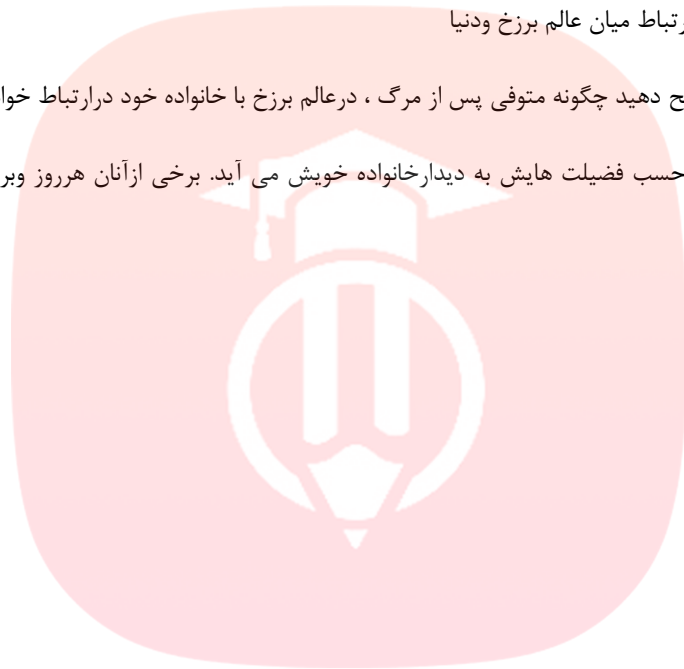 رتباط میان عالم برزخ ودنیا
ح دهید چگونه متوفی پس از مرگ ، درعالم برزخ با خانواده خود درارتباط خوا
حسب فضیلت هایش به دیدارخانواده خویش می آید. برخی ازآنان هرروز وبر